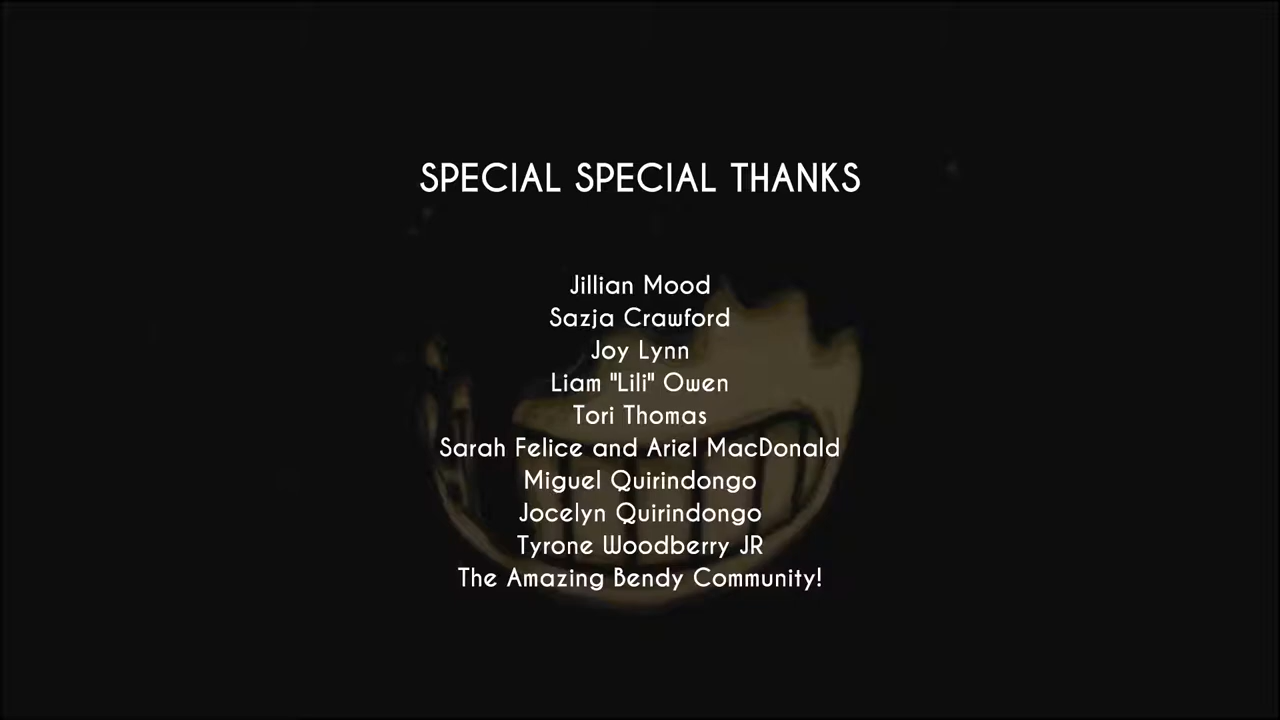 SPECIAL SPECIAL THANKS
Jillian Mood
Sazja Crawford
Joy Lynn
Liam "Lili" Owen
Tori Thomas
Sarah Felice and Ariel MacDonald
Miguel Quirindongo
Jocelyn Quirindongo
Tyrone Woodberry JR
The Amazing Bendy Community!